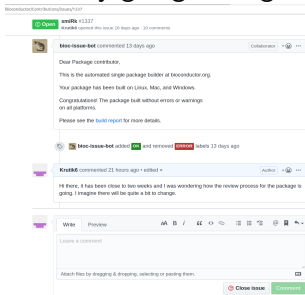 Bioconductor/Contributions/issues/1337
Open smiRk #1337
Krutik6 opened this issue 16 days ago · 10 comments
bioc-issue-bot commented 13 days ago Collaborator
Dear Package contributor,
This is the automated single package builder at bioconductor.org.
Your package has been built on Linux, Mac, and Windows.
Congratulations! The package built without errors or warnings
on all platforms.
Please see the build report for more details.
bioc-issue-bot added OK and removed ERROR labels 13 days ago
Krutik6 commented 21 hours ago • edited Author
Hi there, it has been close to two weeks and I was wondering how the review process for the package is
going. I imagine there will be quite a bit to change.
Write Preview AA B i
Leave a comment
Attach files by dragging & dropping, selecting or pasting them.
Close issue Comment